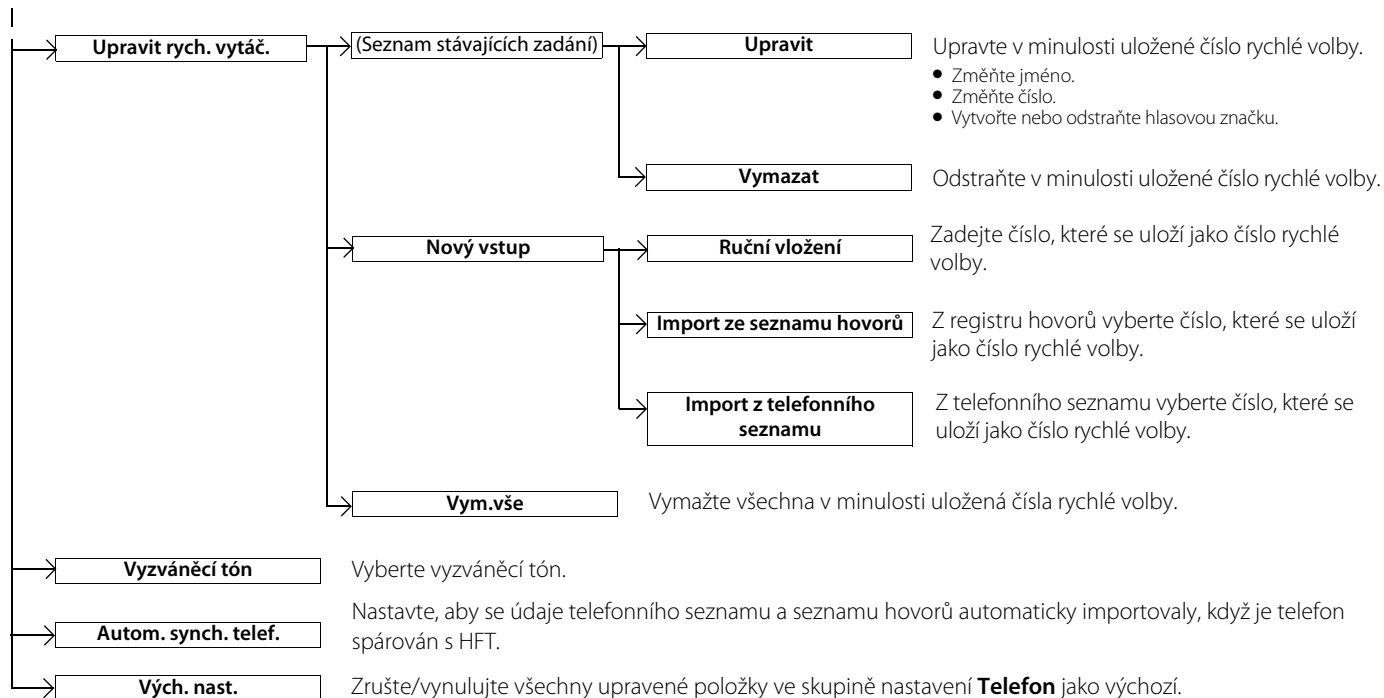 Upravit rych. vytáč.
(Seznam stávajících zadání)
Upravit
Upravte v minulosti uložené číslo rychlé volby.
● Změňte jméno.
● Změňte číslo.
● Vytvořte nebo odstraňte hlasovou značku.
Vymazat
Odstraňte v minulosti uložené číslo rychlé volby.
Nový vstup
Ruční vložení
Zadejte číslo, které se uloží jako číslo rychlé
volby.
Import ze seznamu hovorů
Z registru hovorů vyberte číslo, které se uloží
jako číslo rychlé volby.
Import z telefonního
seznamu
Z telefonního seznamu vyberte číslo, které se
uloží jako číslo rychlé volby.
Vym.vše
Vymažte všechna v minulosti uložená čísla rychlé volby.
Vyzváněcí tón
Vyberte vyzváněcí tón.
Autom. synch. telef.
Nastavte, aby se údaje telefonního seznamu a seznamu hovorů automaticky importovaly, když je telefon
spárován s HFT.
Vých. nast.
Zrušte/vynulujte všechny upravené položky ve skupině nastavení Telefon jako výchozí.